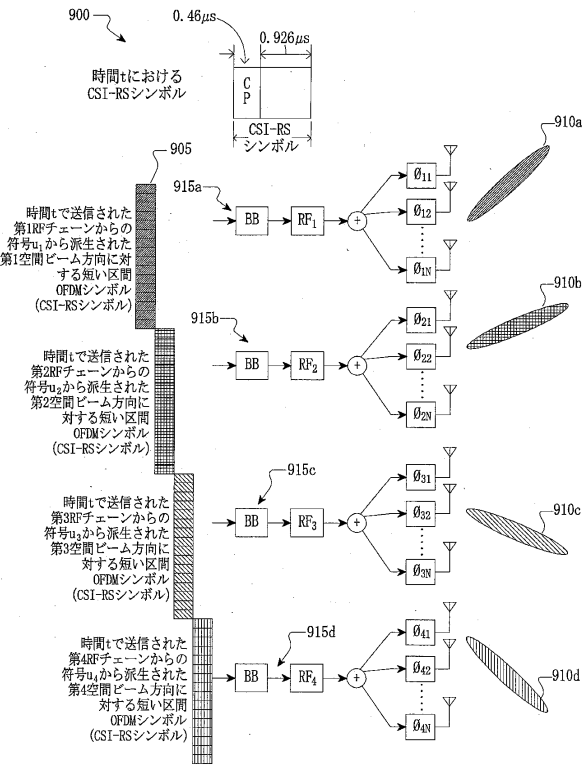 900
0.46μs
0.926μs
時間tにおける
CSI-RSシンボル
C
P
CSI-RS
シンボル
905
時間tで送信された
第1RFチェーンからの
符号u1から派生された
第1空間ビーム方向に対
する短い区間
OFDMシンボル
(CSI-RSシンボル)
915a
BB
RF1
+
Ø11
Ø12
Ø1N
910a
時間tで送信された
第2RFチェーンからの
符号u2から派生された
第2空間ビーム方向に
対する短い区間
OFDMシンボル
(CSI-RSシンボル)
915b
BB
RF2
+
Ø21
Ø22
Ø2N
910b
時間tで送信された
第3RFチェーンからの
符号u3から派生された
第3空間ビーム方向に
対する短い区間
OFDMシンボル
(CSI-RSシンボル)
915c
BB
RF3
+
Ø31
Ø32
Ø3N
910c
時間tで送信された
第4RFチェーンからの
符号u4から派生された
第4空間ビーム方向に
対する短い区間
OFDMシンボル
(CSI-RSシンボル)
915d
BB
RF4
+
Ø41
Ø42
Ø4N
910d